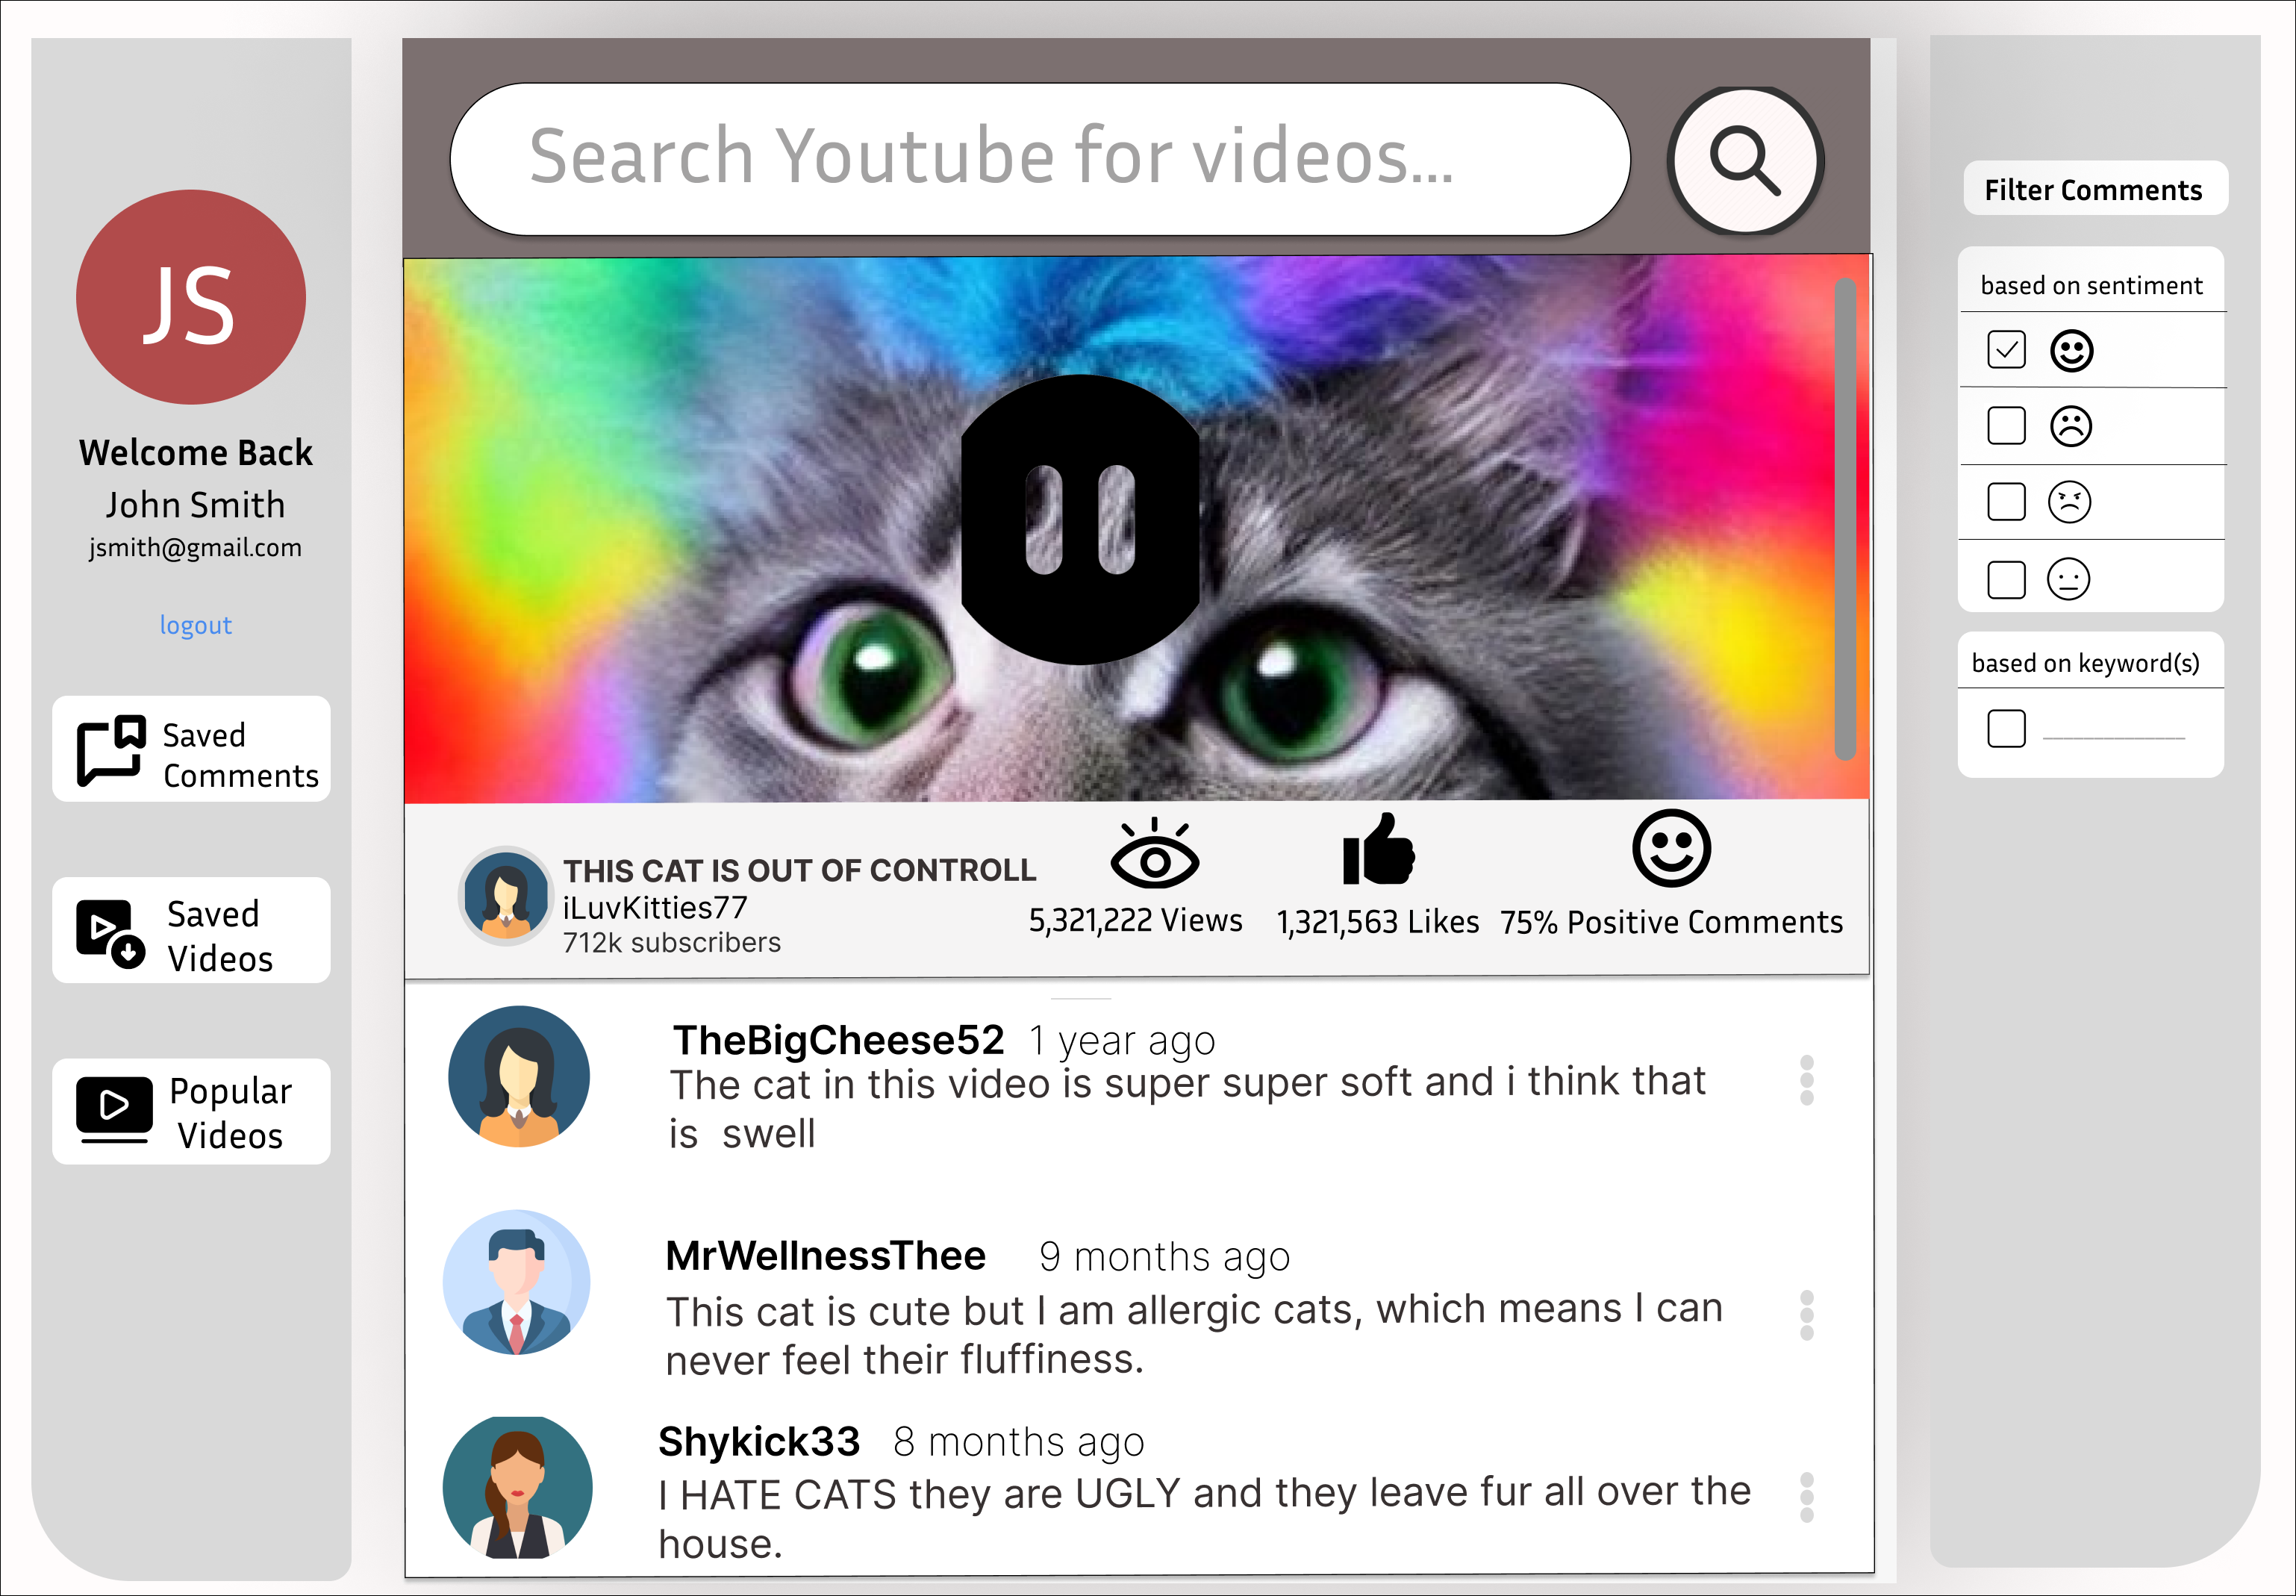 Search Youtube for videos...
JS
Welcome Back
John Smith
jsmith@gmail.com
logout
Saved
Comments
Saved
Videos
Popular
Videos
THIS CAT IS OUT OF CONTROLL
iLuvKitties77
712k subscribers
5,321,222 Views
1,321,563 Likes
75% Positive Comments
TheBigCheese52 1 year ago
The cat in this video is super super soft and i think that
is swell
MrWellnessThee 9 months ago
This cat is cute but I am allergic cats, which means I can
never feel their fluffiness.
Shykick33 8 months ago
I HATE CATS they are UGLY and they leave fur all over the
house.
Filter Comments
based on sentiment
based on keyword(s)